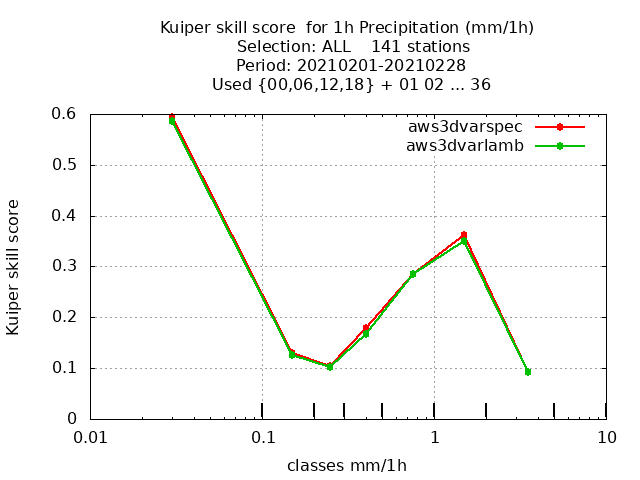 Kuiper skill score  for 1h Precipitation (mm/1h)
Selection: ALL    141 stations
Period: 20210201-20210228
Used {00,06,12,18} + 01 02 ... 36
aws3dvarspec
aws3dvarlamb
Kuiper skill score
0.6
0.5
0.4
0.3
0.2
0.1
0
0.01
0.1
1
10
classes mm/1h